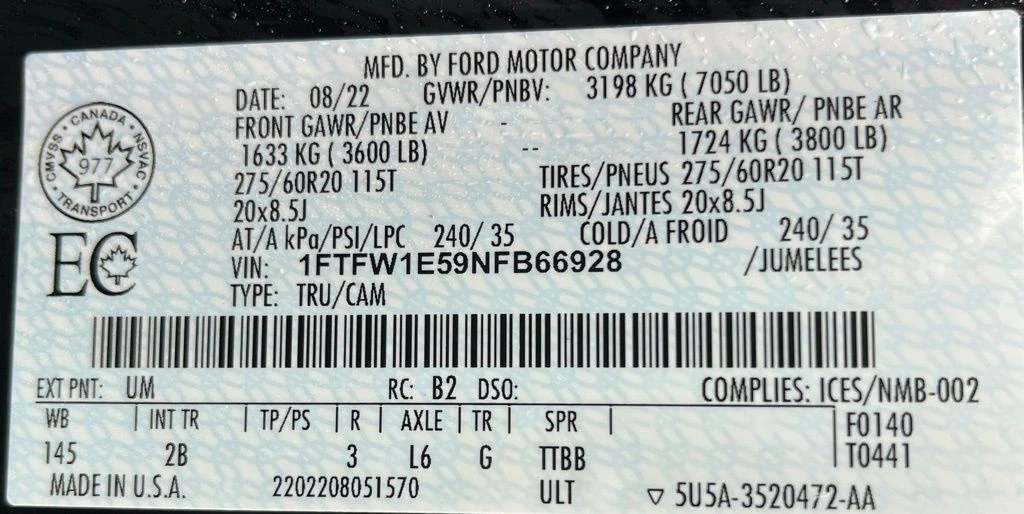 MFD. BY FORD MOTOR COMPANY
DATE: 08/22 GVWR/PNBV: 3198 KG ( 7050 LB)
FRONT GAWR/PNBE AV - REAR GAWR/ PNBE AR
1633 KG ( 3600 LB) -- 1724 KG ( 3800 LB)
275/60R20 115T TIRES/PNEUS 275/60R20 115T
20x8.5J RIMS/JANTES 20x8.5J
AT/A kPa/PSI/LPC 240/ 35 COLD/A FROID 240/ 35
VIN: 1FTFW1E59NFB66928 /JUMELEES
TYPE: TRU/CAM
CANADA
CMVSS 977 NSVAC
TRANSPORT
EC
EXT PNT: UM RC: B2 DSO: COMPLIES: ICES/NMB-002
WB | INT TR | TP/PS | R | AXLE | TR | SPR | F0140
145 2B 3 L6 G TTBB T0441
MADE IN U.S.A. 2202208051570 ULT ▽ 5U5A-3520472-AA